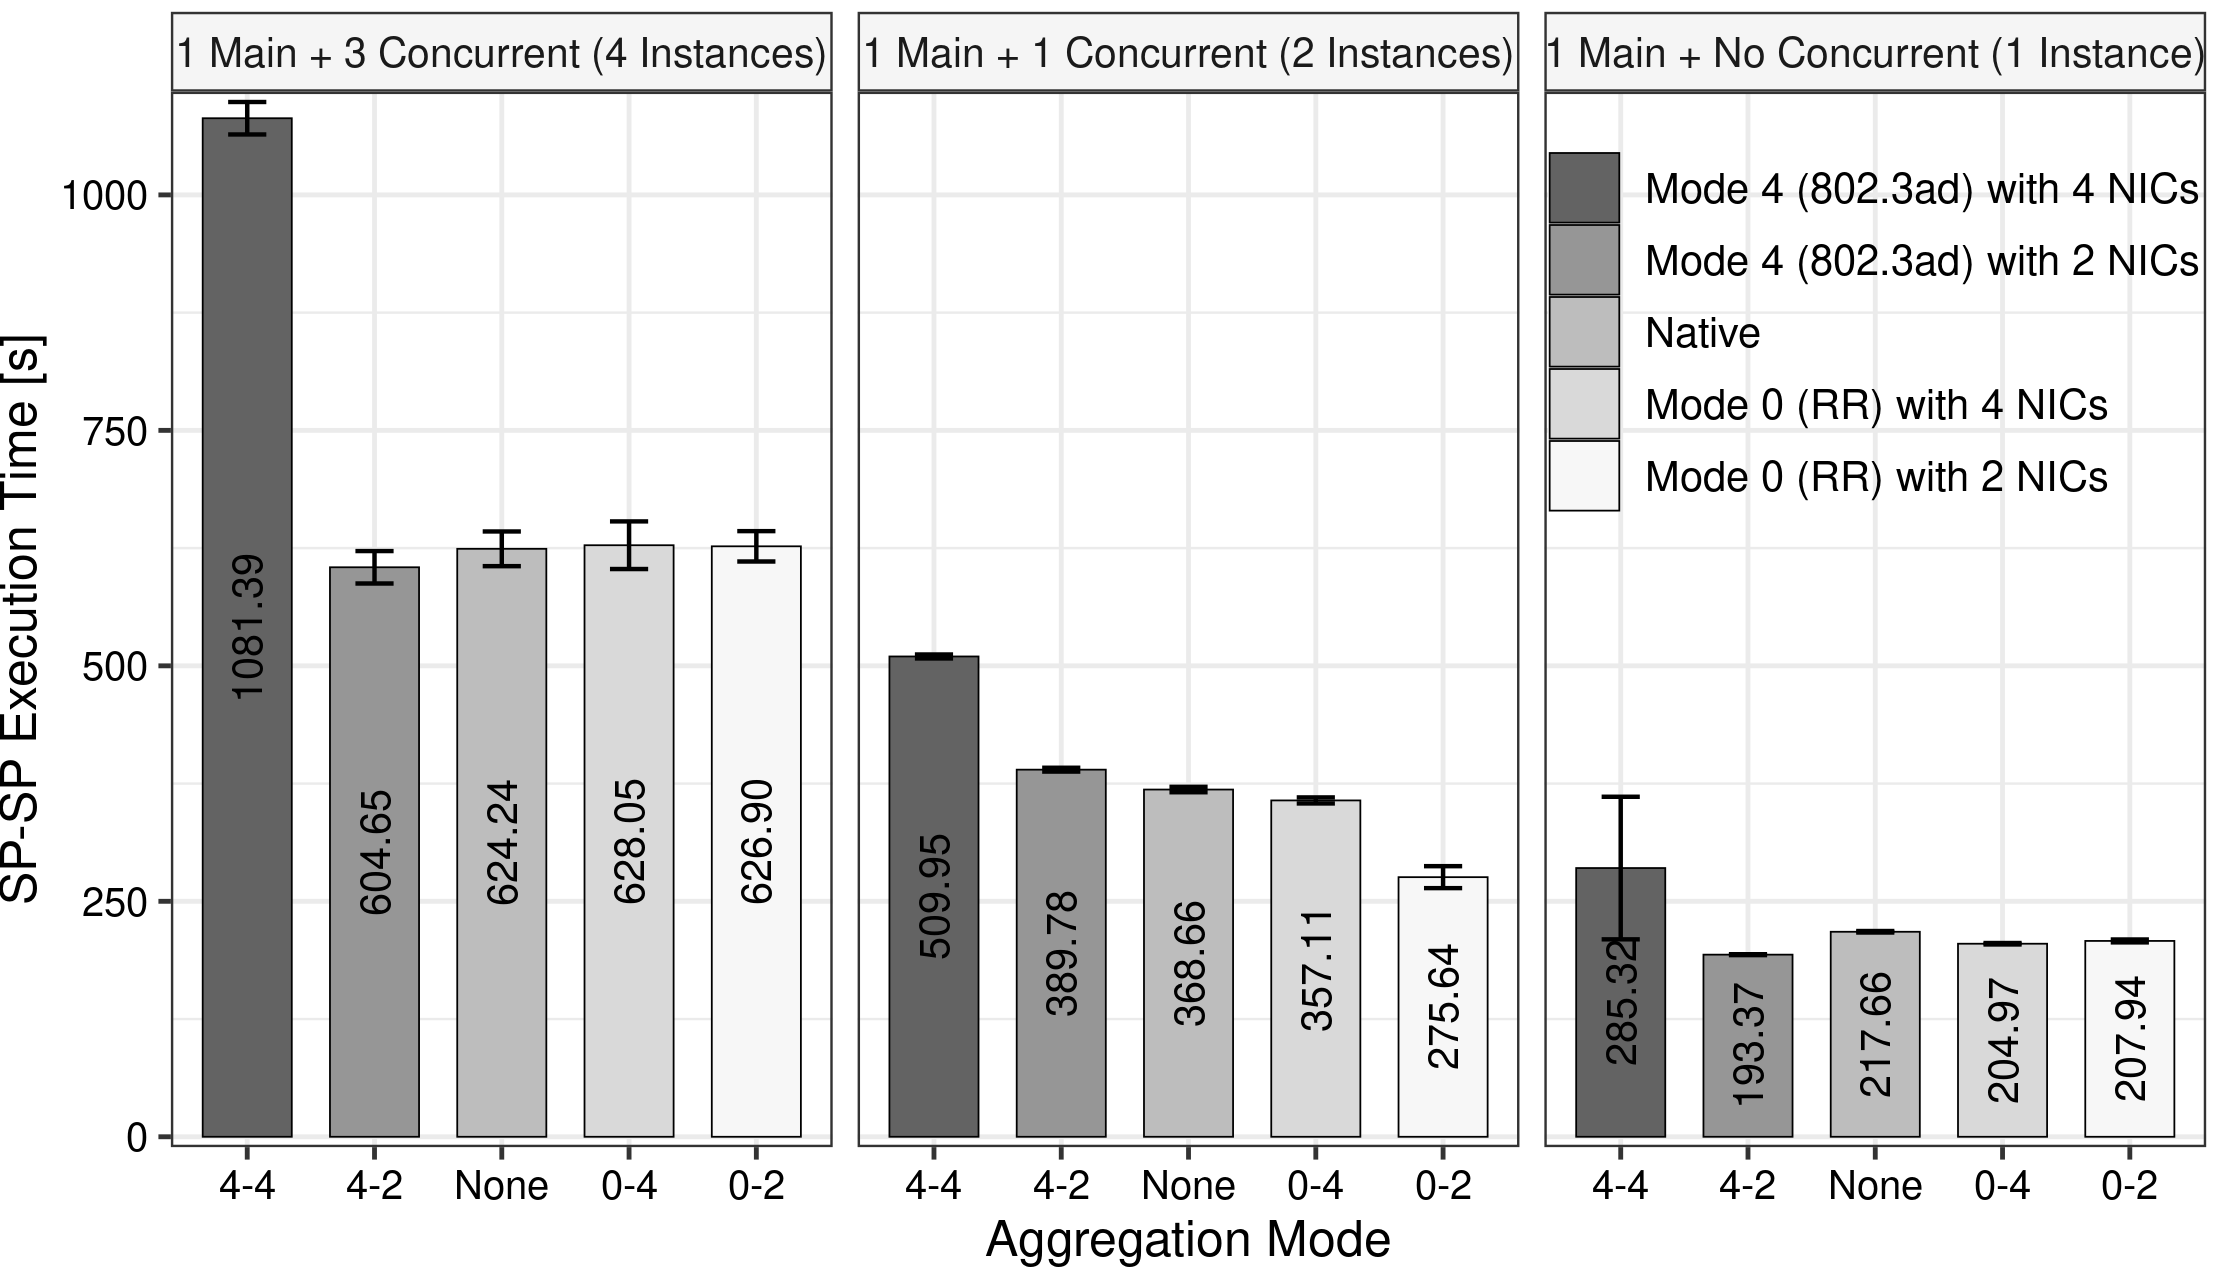 1 Main + 3 Concurrent (4 Instances)
1 Main + 1 Concurrent (2 Instances)
1 Main + No Concurrent (1 Instance)
SP-SP Execution Time [s]
1000
750
500
250
0
1081.39
604.65
624.24
628.05
626.90
509.95
389.78
368.66
357.11
275.64
285.32
193.37
217.66
204.97
207.94
Mode 4 (802.3ad) with 4 NICs
Mode 4 (802.3ad) with 2 NICs
Native
Mode 0 (RR) with 4 NICs
Mode 0 (RR) with 2 NICs
4-4 4-2 None 0-4 0-2
4-4 4-2 None 0-4 0-2
4-4 4-2 None 0-4 0-2
Aggregation Mode